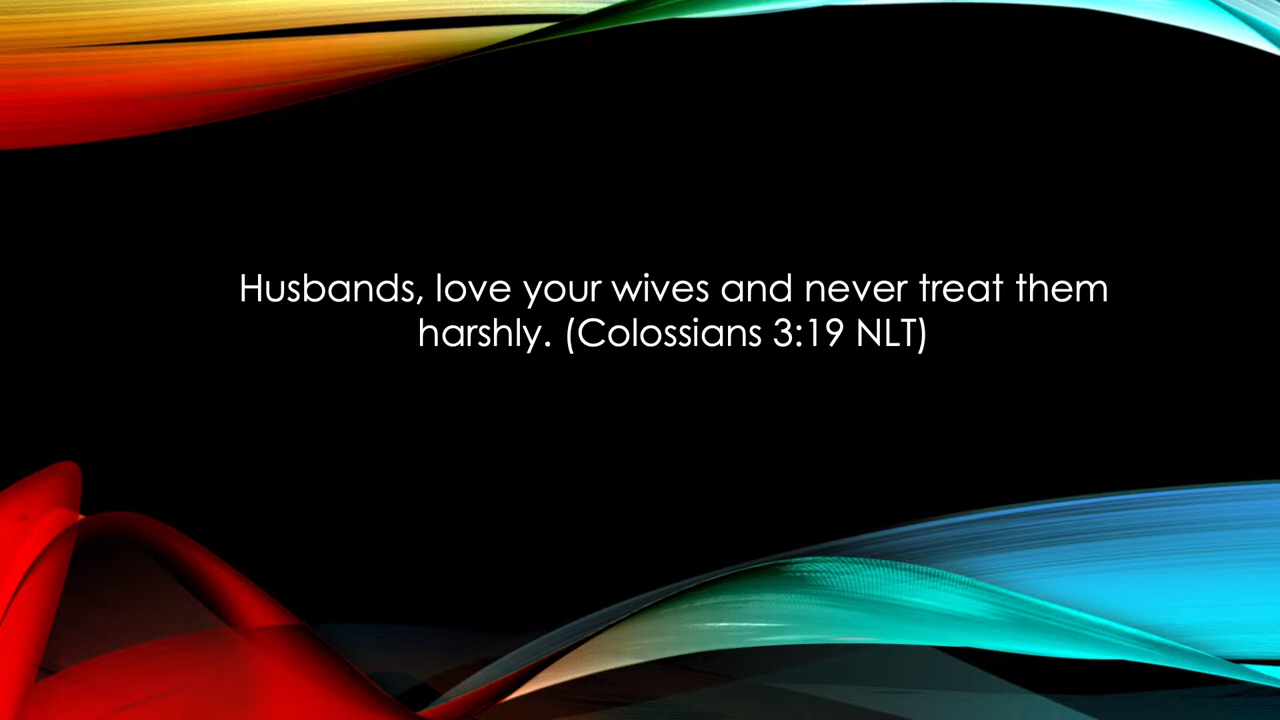 Husbands, love your wives and never treat them
harshly. (Colossians 3:19 NLT)